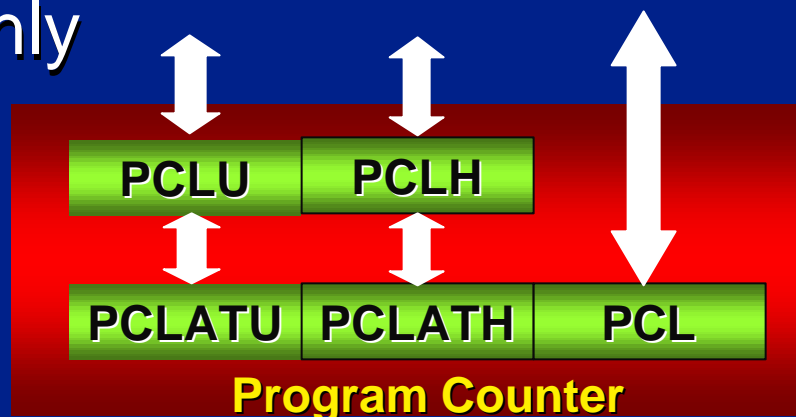 nly
PCLU PCLH
PCLATU PCLATH PCL
Program Counter